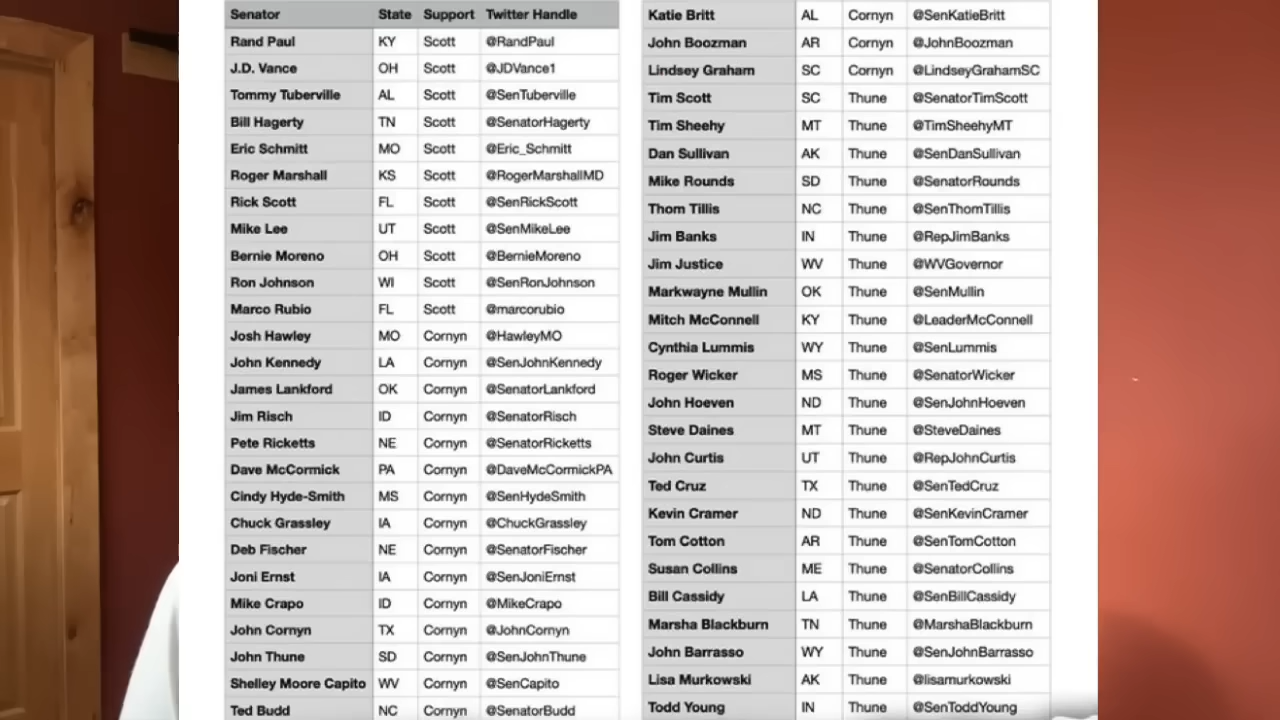 Senator State Support Twitter Handle
Rand Paul KY Scott @RandPaul
J.D. Vance OH Scott @JDVance1
Tommy Tuberville AL Scott @SenTuberville
Bill Hagerty TN Scott @SenatorHagerty
Eric Schmitt MO Scott @Eric_Schmitt
Roger Marshall KS Scott @RogerMarshallMD
Rick Scott FL Scott @SenRickScott
Mike Lee UT Scott @SenMikeLee
Bernie Moreno OH Scott @BernieMoreno
Ron Johnson WI Scott @SenRonJohnson
Marco Rubio FL Scott @marcorubio
Josh Hawley MO Cornyn @HawleyMO
John Kennedy LA Cornyn @SenJohnKennedy
James Lankford OK Cornyn @SenatorLankford
Jim Risch ID Cornyn @SenatorRisch
Pete Ricketts NE Cornyn @SenatorRicketts
Dave McCormick PA Cornyn @DaveMcCormickPA
Cindy Hyde-Smith MS Cornyn @SenHydeSmith
Chuck Grassley IA Cornyn @ChuckGrassley
Deb Fischer NE Cornyn @SenatorFischer
Joni Ernst IA Cornyn @SenJoniErnst
Mike Crapo ID Cornyn @MikeCrapo
John Cornyn TX Cornyn @JohnCornyn
John Thune SD Cornyn @SenJohnThune
Shelley Moore Capito WV Cornyn @SenCapito
Ted Budd NC Cornyn @SenatorBudd
Katie Britt AL Cornyn @SenKatieBritt
John Boozman AR Cornyn @JohnBoozman
Lindsey Graham SC Cornyn @LindseyGrahamSC
Tim Scott SC Thune @SenatorTimScott
Tim Sheehy MT Thune @TimSheehyMT
Dan Sullivan AK Thune @SenDanSullivan
Mike Rounds SD Thune @SenatorRounds
Thom Tillis NC Thune @SenThomTillis
Jim Banks IN Thune @RepJimBanks
Jim Justice WV Thune @WVGovernor
Markwayne Mullin OK Thune @SenMullin
Mitch McConnell KY Thune @LeaderMcConnell
Cynthia Lummis WY Thune @SenLummis
Roger Wicker MS Thune @SenatorWicker
John Hoeven ND Thune @SenJohnHoeven
Steve Daines MT Thune @SteveDaines
John Curtis UT Thune @RepJohnCurtis
Ted Cruz TX Thune @SenTedCruz
Kevin Cramer ND Thune @SenKevinCramer
Tom Cotton AR Thune @SenTomCotton
Susan Collins ME Thune @SenatorCollins
Bill Cassidy LA Thune @SenBillCassidy
Marsha Blackburn TN Thune @MarshaBlackburn
John Barrasso WY Thune @SenJohnBarrasso
Lisa Murkowski AK Thune @lisamurkowski
Todd Young IN Thune @SenToddYoung